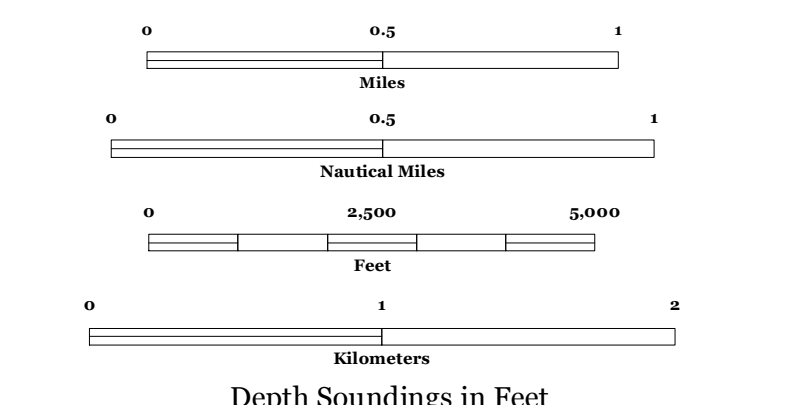 0 0.5 1
Miles
0 0.5 1
Nautical Miles
0 2,500 5,000
Feet
0 1 2
Kilometers
Depth Soundings in Feet